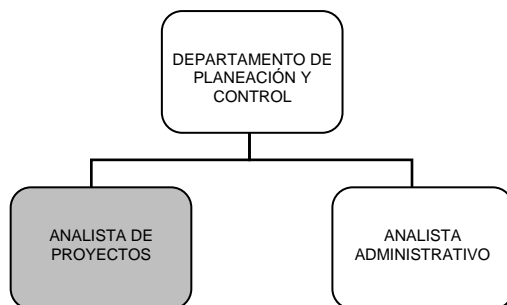 DEPARTAMENTO DE
PLANEACIÓN Y
CONTROL
ANALISTA DE
PROYECTOS
ANALISTA
ADMINISTRATIVO